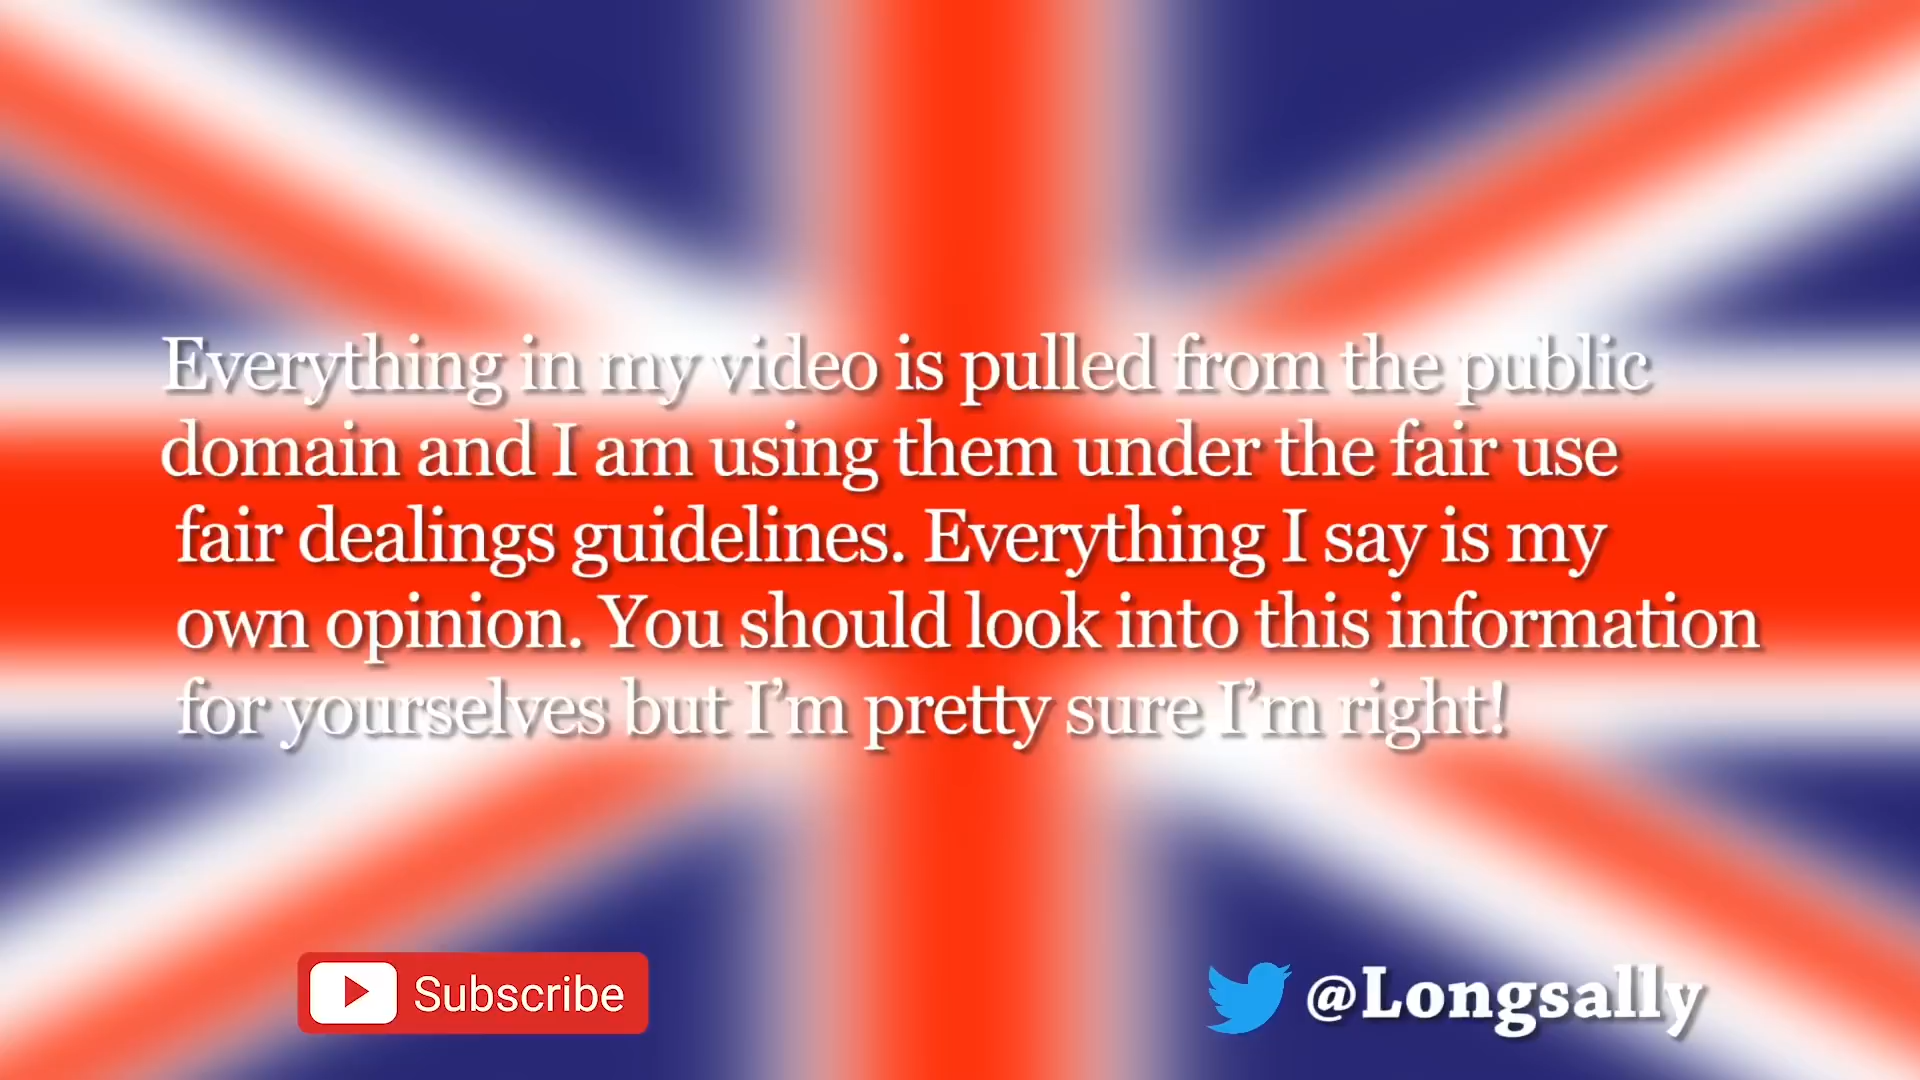 Everything in my video is pulled from the public
domain and I am using them under the fair use
fair dealings guidelines. Everything I say is my
own opinion. You should look into this information
for yourselves but I’m pretty sure I’m right!
Subscribe
@Longsally